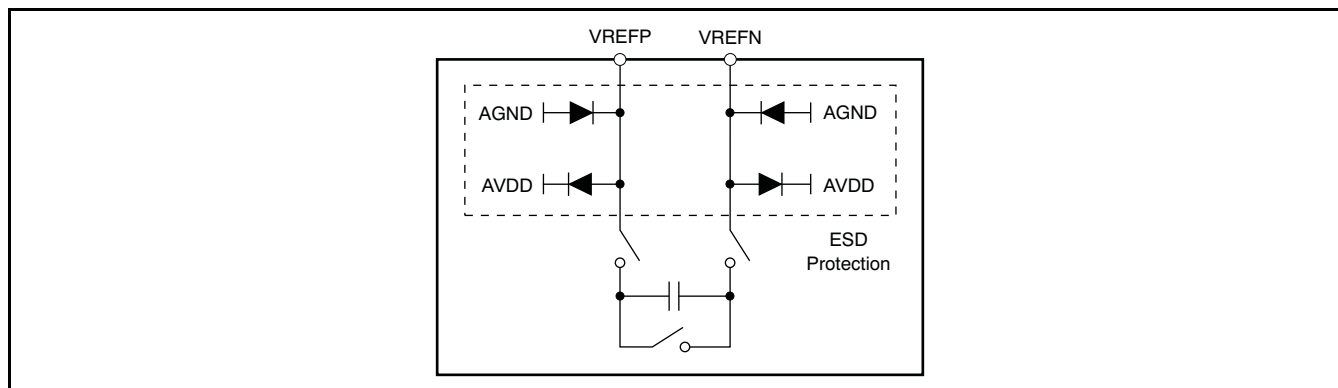 VREFP VREFN
AGND AGND
AVDD AVDD
ESD
Protection